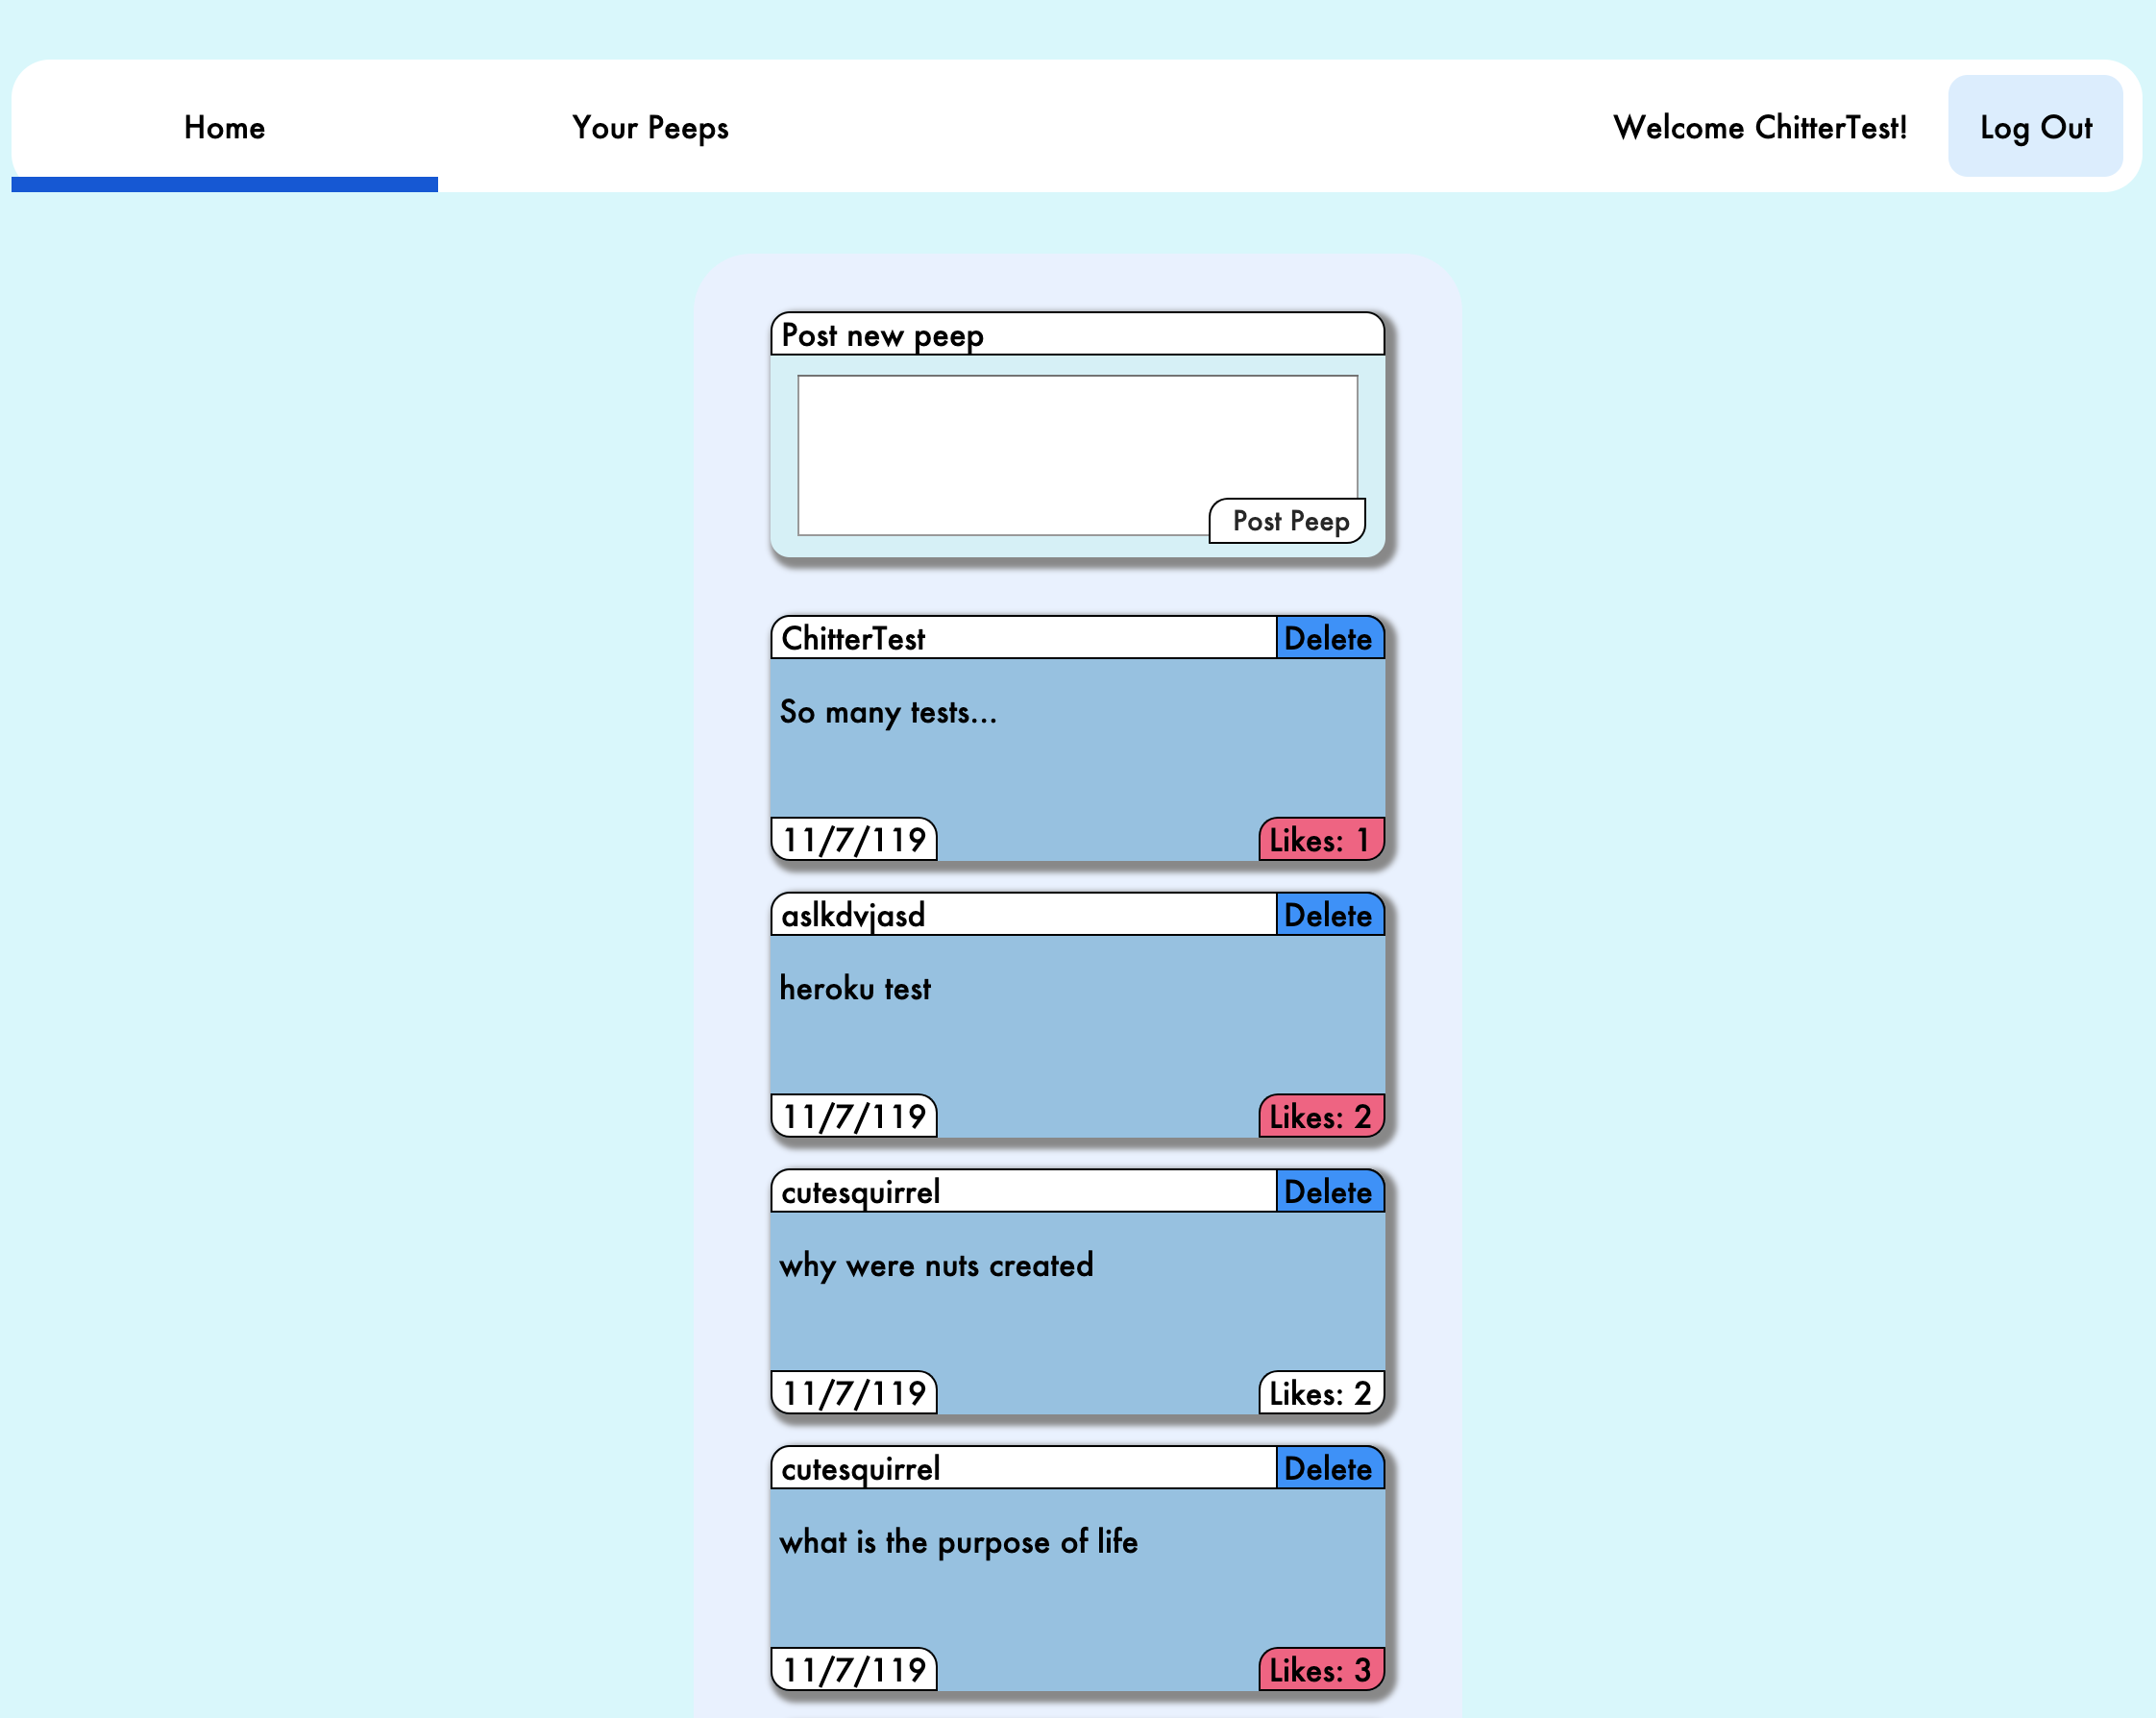 Home Your Peeps Welcome ChitterTest! Log Out
Post new peep
Post Peep
ChitterTest Delete
So many tests...
11/7/119 Likes: 1
aslkdvjasd Delete
heroku test
11/7/119 Likes: 2
cutesquirrel Delete
why were nuts created
11/7/119 Likes: 2
cutesquirrel Delete
what is the purpose of life
11/7/119 Likes: 3